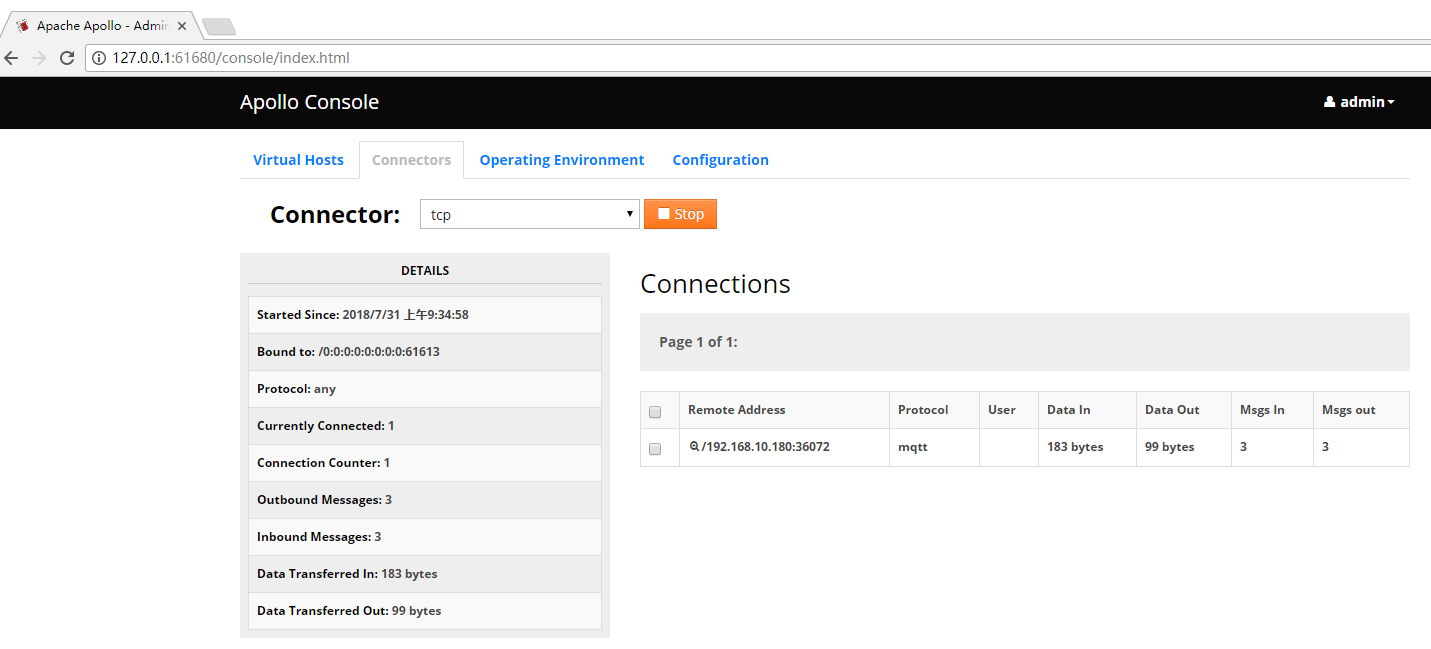 Apache Apollo - Admin
127.0.0.1:61680/console/index.html
Apollo Console
admin
Virtual Hosts Connectors Operating Environment Configuration
Connector: tcp Stop
DETAILS
Started Since: 2018/7/31 上午9:34:58
Bound to: /0:0:0:0:0:0:0:0:61613
Protocol: any
Currently Connected: 1
Connection Counter: 1
Outbound Messages: 3
Inbound Messages: 3
Data Transferred In: 183 bytes
Data Transferred Out: 99 bytes
Connections
Page 1 of 1:
Remote Address Protocol User Data In Data Out Msgs In Msgs out
/192.168.10.180:36072 mqtt 183 bytes 99 bytes 3 3